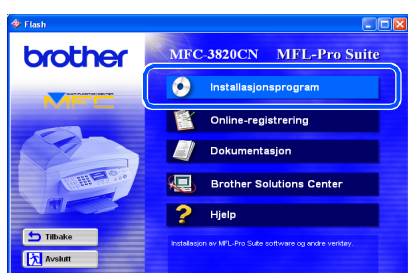 Flash
brother
MFC-3820CN MFL-Pro Suite
Installasjonsprogram
MFC
Online-registrering
Dokumentasjon
Brother Solutions Center
Hjelp
Tilbake
Installasjon av MFL-Pro Suite software og andre verktøy.
Avslutt